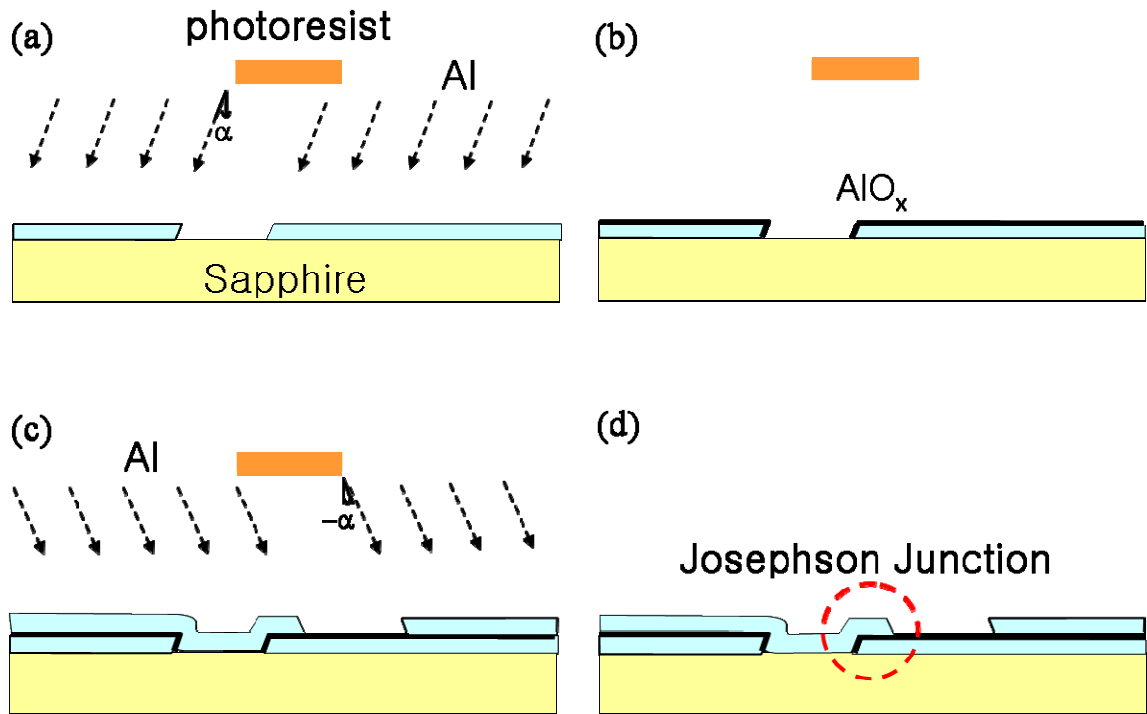 (a)
photoresist
Al
α
Sapphire
(b)
AlOₓ
(c)
Al
−α
(d)
Josephson Junction